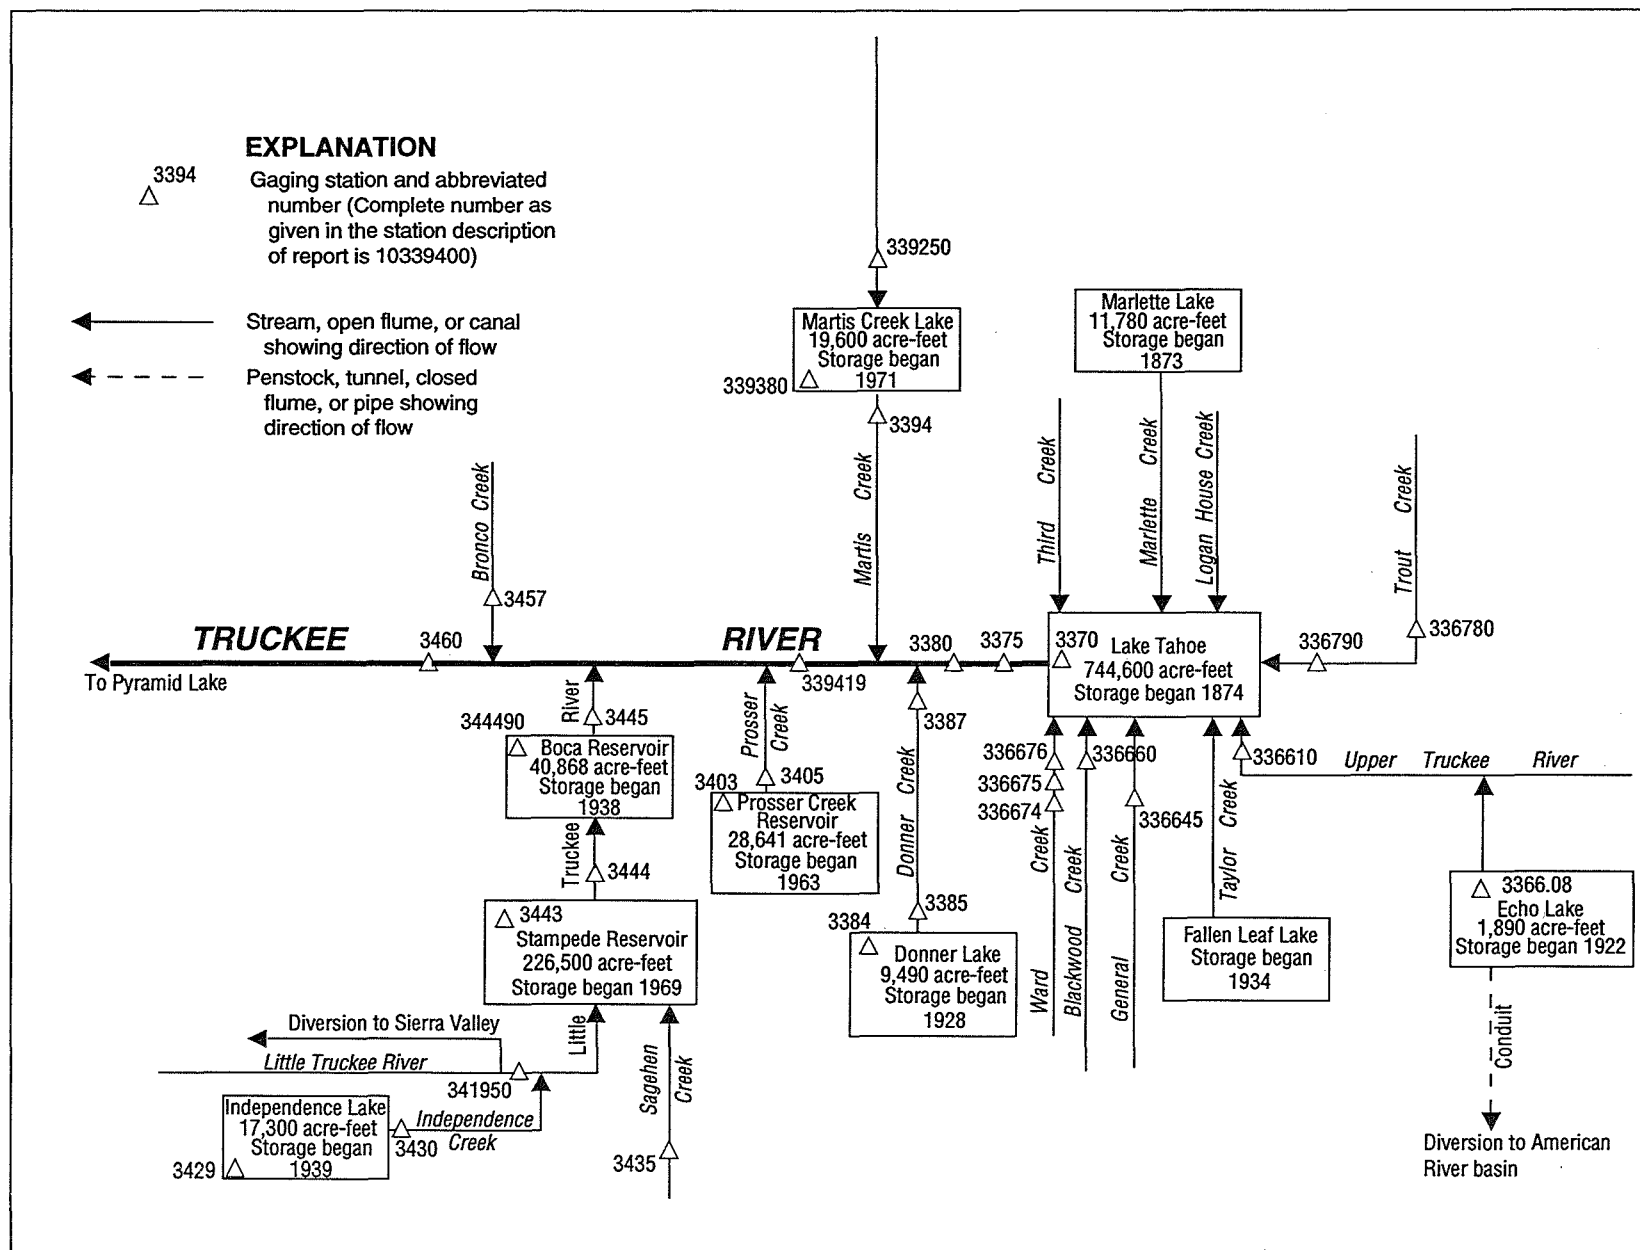 EXPLANATION
3394
Gaging station and abbreviated
number (Complete number as
given in the station description
of report is 10339400)
Stream, open flume, or canal
showing direction of flow
Penstock, tunnel, closed
flume, or pipe showing
direction of flow
339250
Martis Creek Lake
19,600 acre-feet
Storage began
1971
339380
3394
Martis Creek
Marlette Lake
11,780 acre-feet
Storage began
1873
Third Creek
Marlette Creek
Logan House Creek
Trout Creek
Bronco Creek
3457
TRUCKEE RIVER
3460
3380
3375
3370
Lake Tahoe
744,600 acre-feet
Storage began 1874
336790
336780
To Pyramid Lake
339419
344490
River
3445
Boca Reservoir
40,868 acre-feet
Storage began
1938
Truckee
3444
Prosser
Creek
3403
3405
Prosser Creek
Reservoir
28,641 acre-feet
Storage began
1963
3387
Donner Creek
3385
3384
Donner Lake
9,490 acre-feet
Storage began
1928
336676
336675
336674
Ward Creek
336660
Blackwood Creek
336645
General Creek
Taylor Creek
Fallen Leaf Lake
Storage began
1934
336610
Upper Truckee River
3366.08
Echo Lake
1,890 acre-feet
Storage began 1922
Conduit
Diversion to American
River basin
3443
Stampede Reservoir
226,500 acre-feet
Storage began 1969
Diversion to Sierra Valley
Little Truckee River
Little
341950
Sagehen
Creek
3435
Independence Lake
17,300 acre-feet
Storage began
1939
3429
3430
Independence
Creek